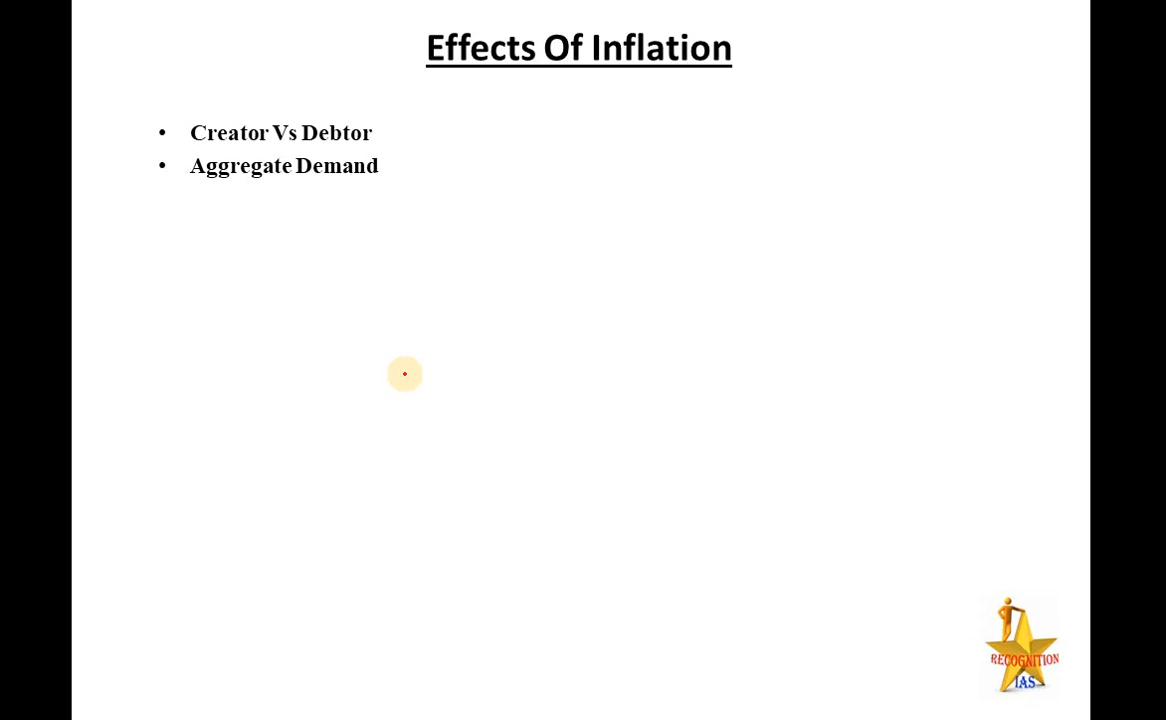 Effects Of Inflation
• Creator Vs Debtor
• Aggregate Demand
RECOGNITION
IAS